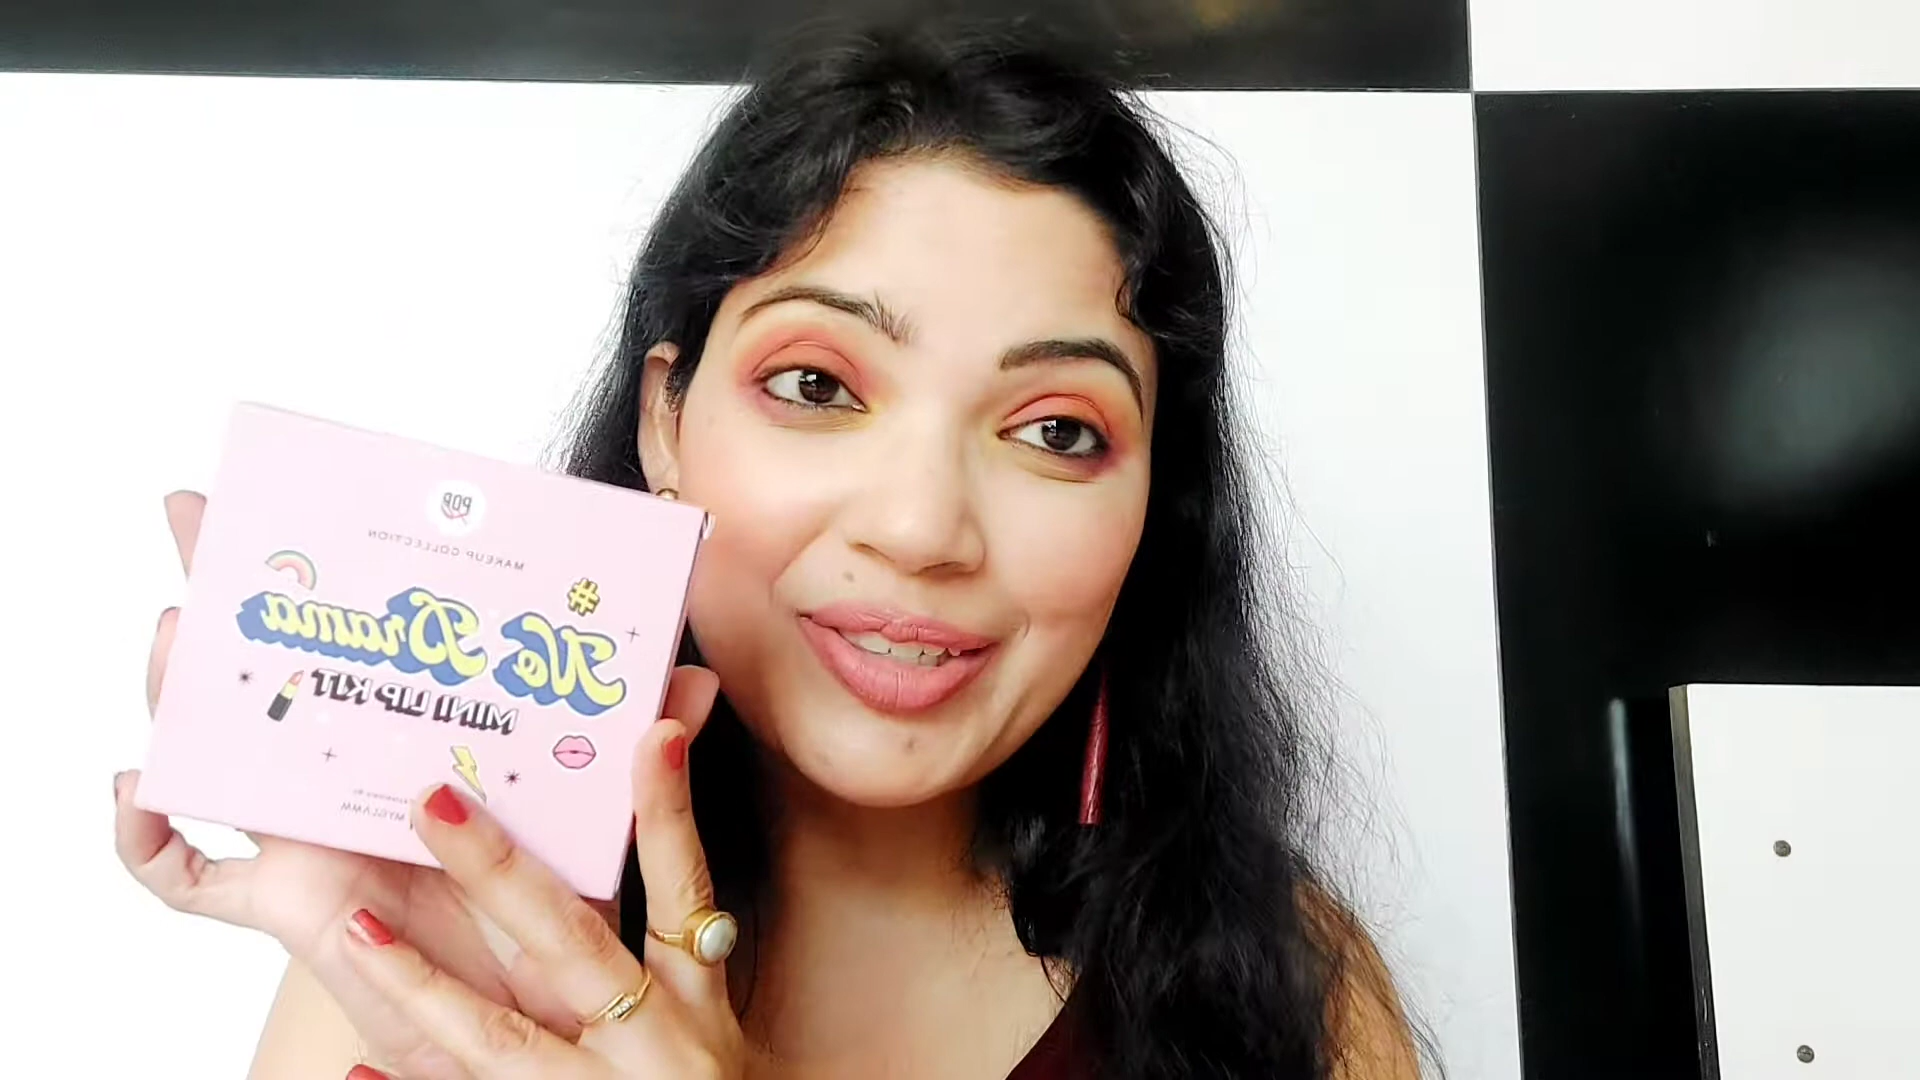 POP
MAKEUP COLLECTION
#
No Drama
MINI LIP KIT
MYGLAMM